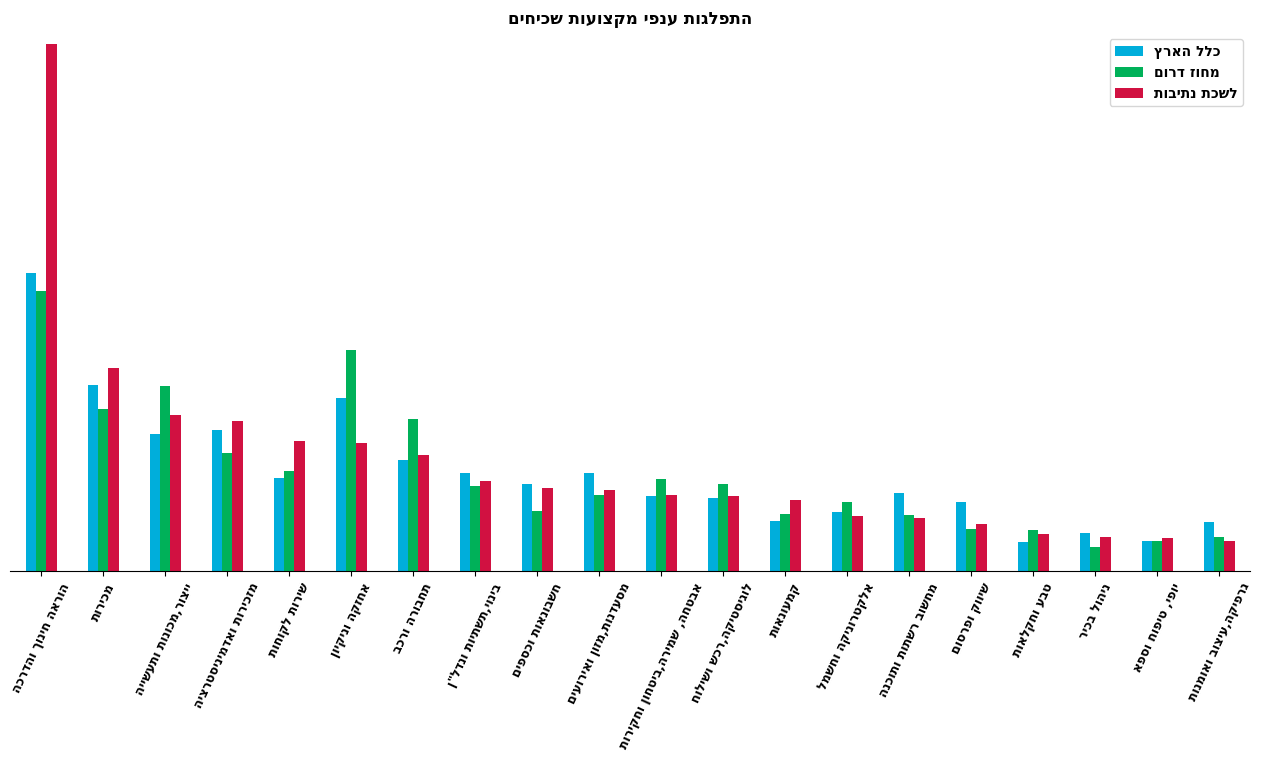 התפלגות ענפי מקצועות שכיחים
כלל הארץ
מחוז דרום
לשכת נתיבות
הוראה חינוך והדרכה
מכירות
ייצור,מכונות ותעשייה
מזכירות ואדמיניסטרציה
שירות לקוחות
אחזקה וניקיון
תחבורה ורכב
בינוי,תשתיות ונדל"ן
חשבונאות וכספים
מסעדנות,מזון ואירועים
אבטחה, שמירה,ביטחון וחקירות
לוגיסטיקה,רכש ושילוח
קמעונאות
אלקטרוניקה וחשמל
מחשוב רשתות ותוכנה
שיווק ופרסום
טבע וחקלאות
ניהול בכיר
יופי, טיפוח וספא
גרפיקה,עיצוב ואומנות